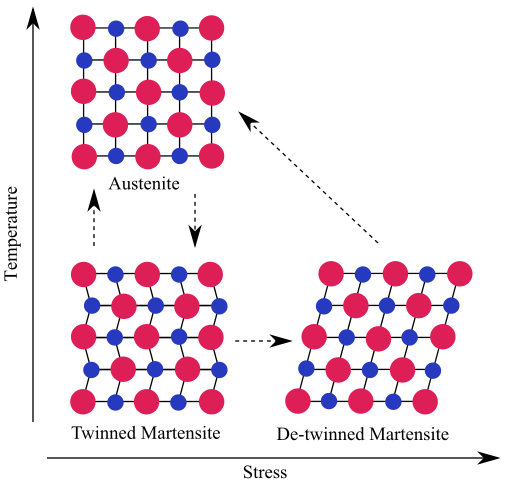 Temperature
Austenite
Twinned Martensite
De-twinned Martensite
Stress